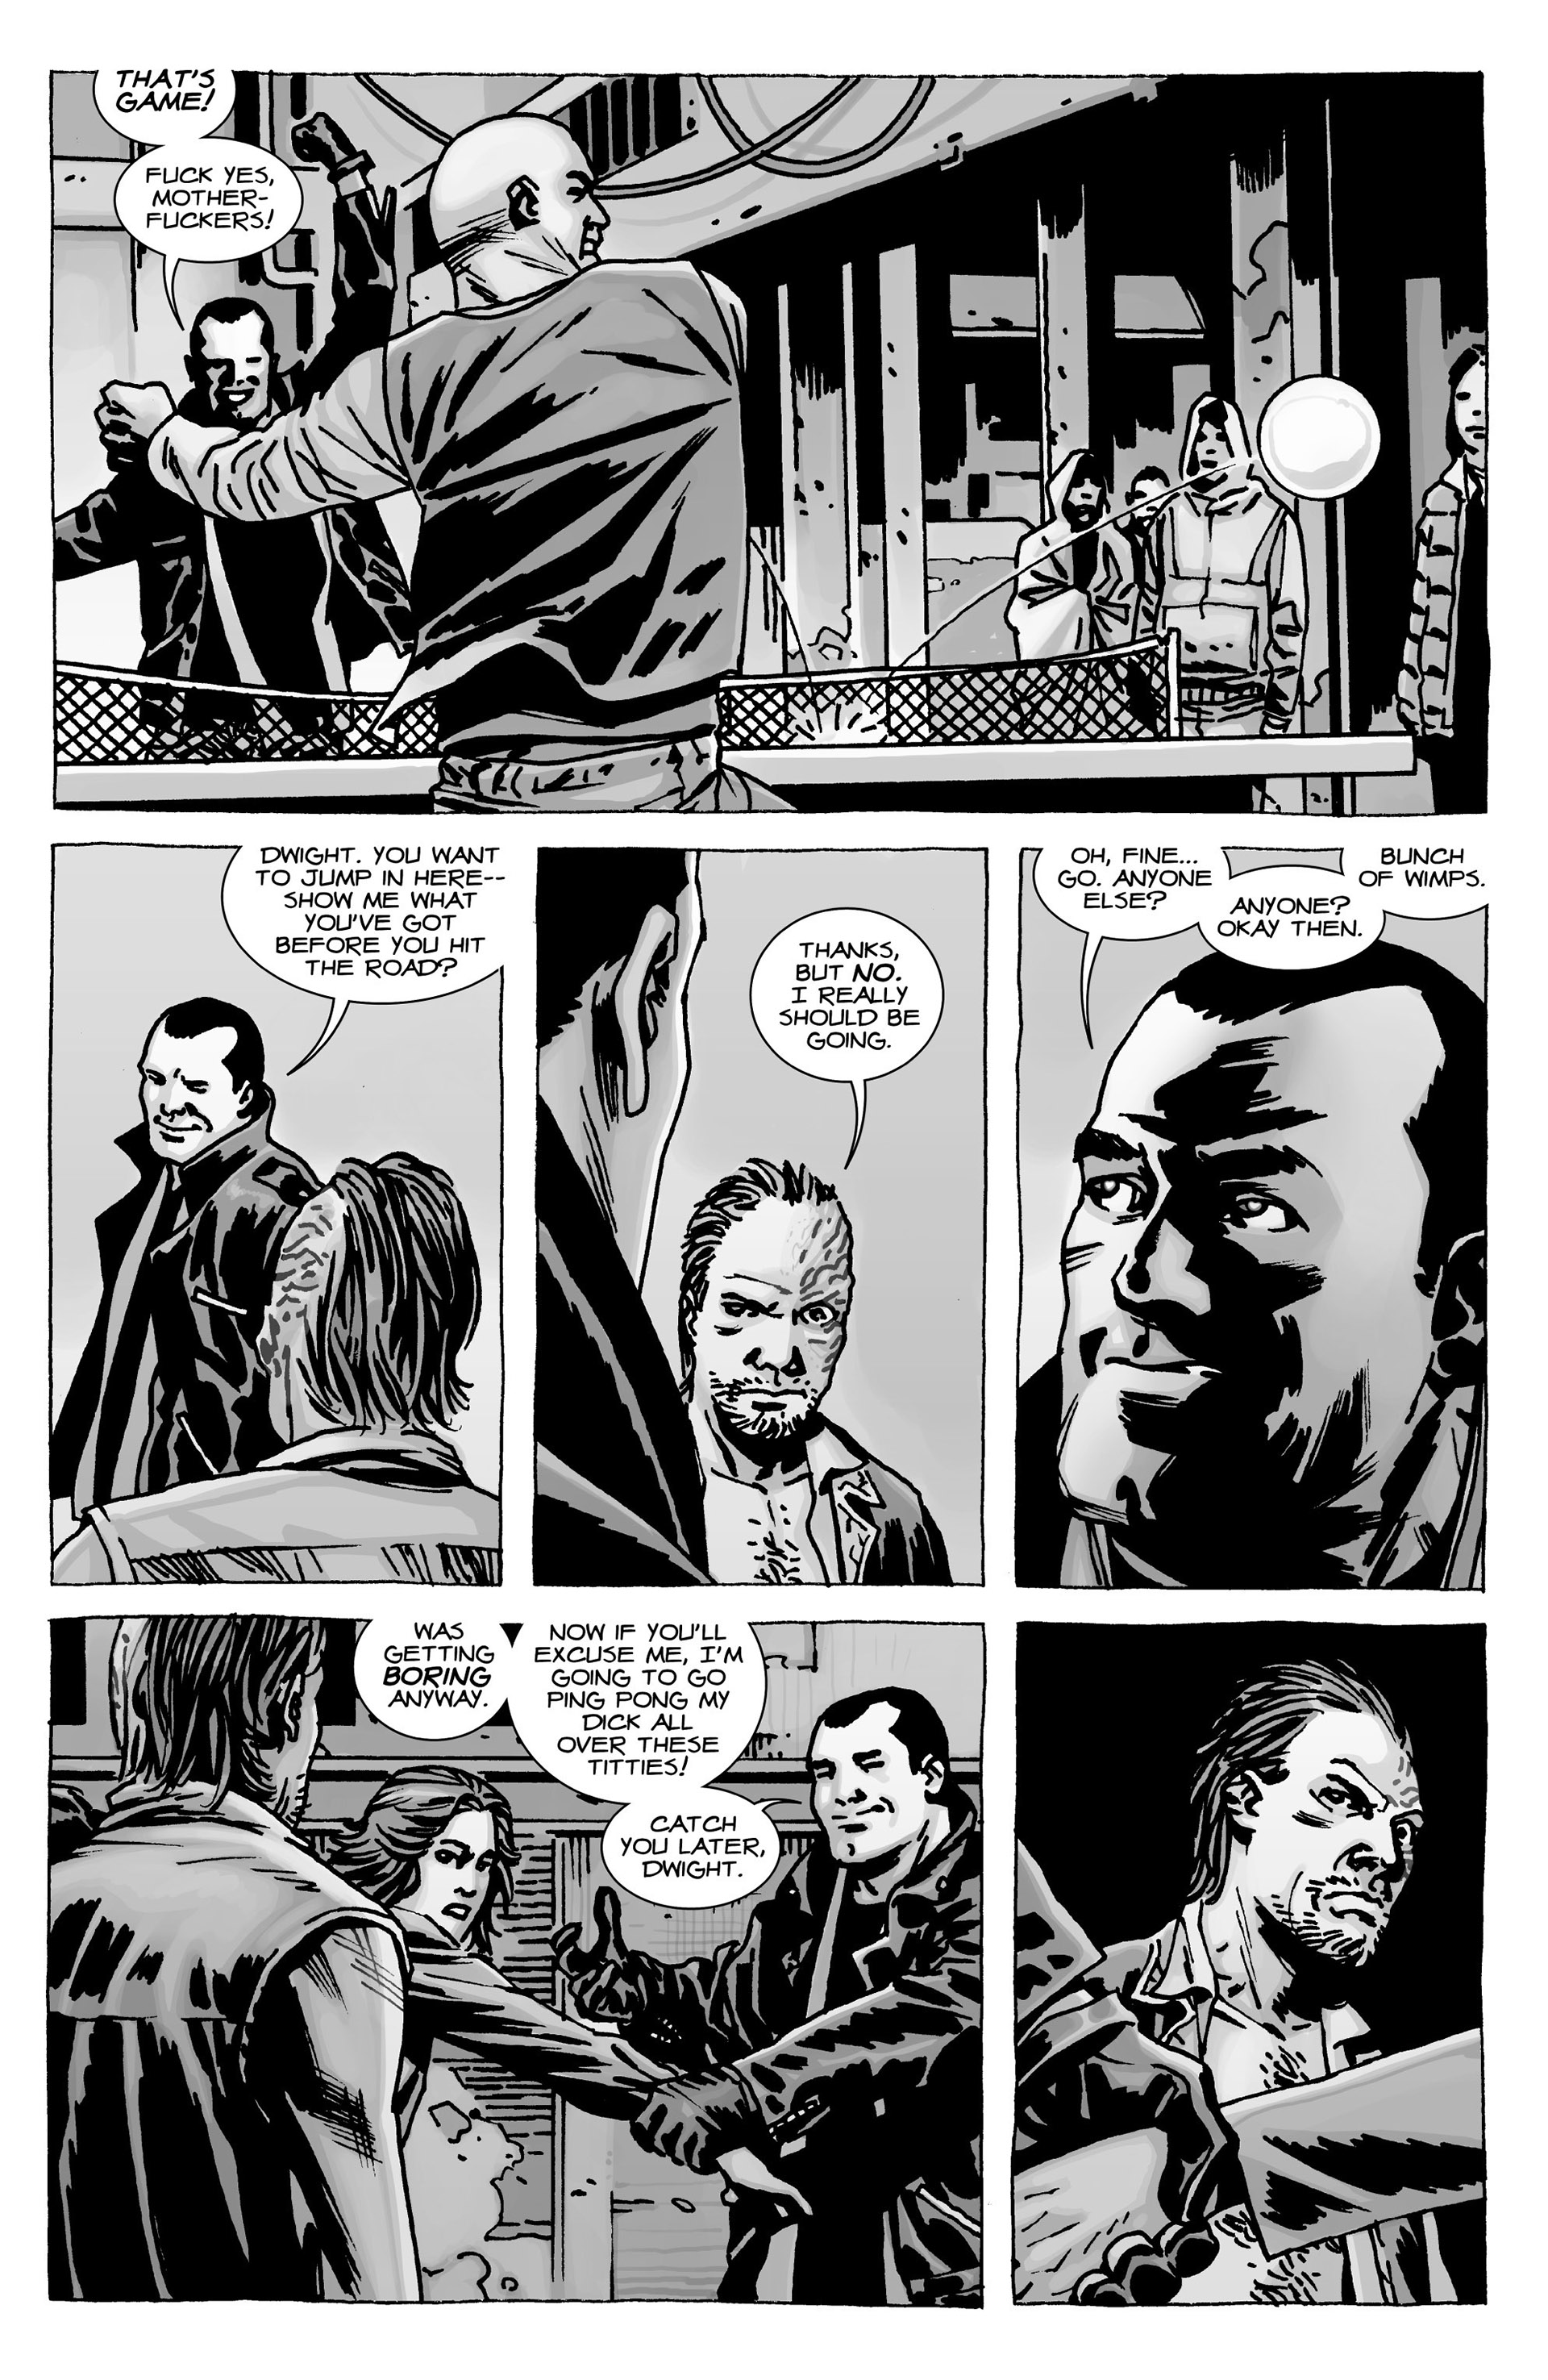 THAT'S
GAME!
FUCK YES,
MOTHER-
FUCKERS!
DWIGHT. YOU WANT
TO JUMP IN HERE--
SHOW ME WHAT
YOU'VE GOT
BEFORE YOU HIT
THE ROAD?
THANKS,
BUT NO.
I REALLY
SHOULD BE
GOING.
OH, FINE...
GO. ANYONE
ELSE?
ANYONE?
OKAY THEN.
BUNCH
OF WIMPS.
WAS
GETTING
BORING
ANYWAY.
NOW IF YOU'LL
EXCUSE ME, I'M
GOING TO GO
PING PONG MY
DICK ALL
OVER THESE
TITTIES!
CATCH
YOU LATER,
DWIGHT.